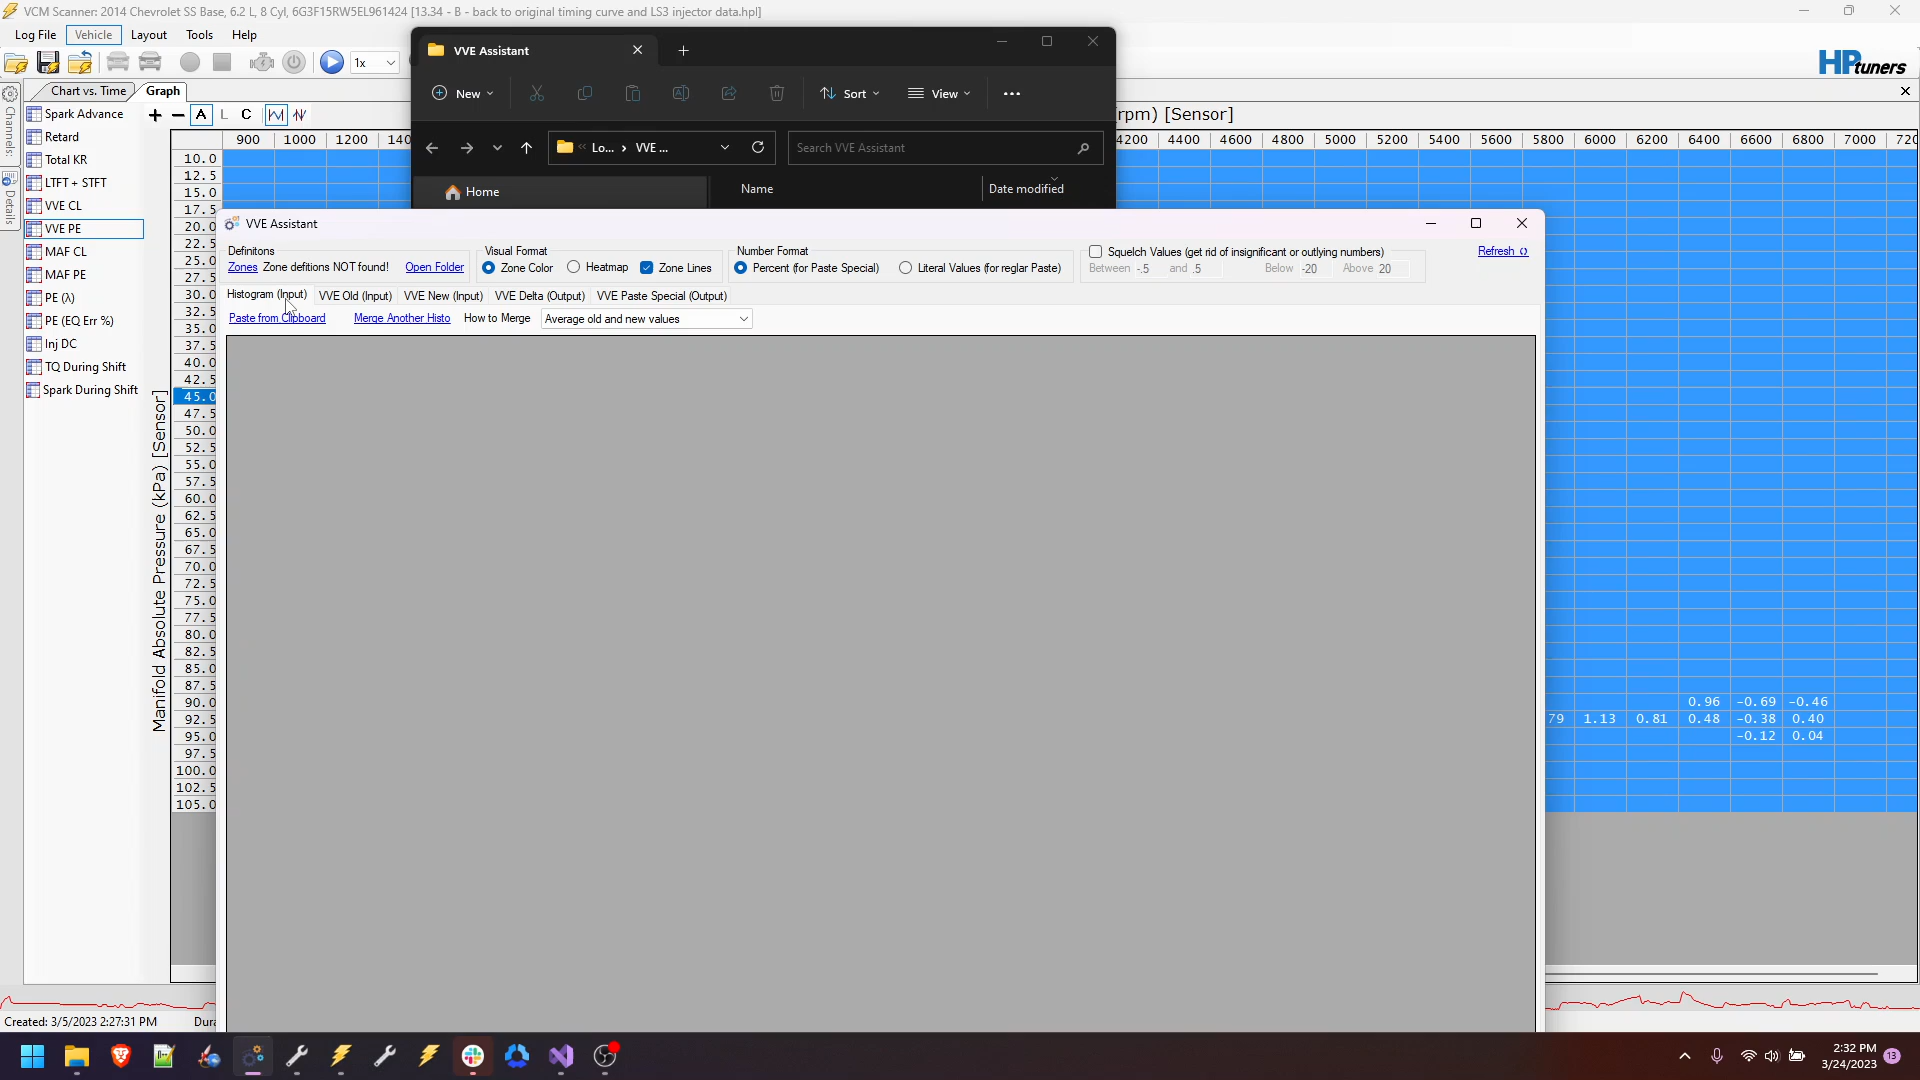 VCM Scanner: 2014 Chevrolet SS Base, 6.2 L, 8 Cyl, 6G3F15RW5EL961424 [13.34 - B - back to original timing curve and LS3 injector data.hpl]
Log File Vehicle Layout Tools Help
1x
HPtuners
Chart vs. Time Graph
Channels:
Details
Spark Advance
Retard
Total KR
LTFT + STFT
VVE CL
VVE PE
MAF CL
MAF PE
PE (λ)
PE (EQ Err %)
Inj DC
TQ During Shift
Spark During Shift
A L C
rpm) [Sensor]
900 1000 1200 140
4200 4400 4600 4800 5000 5200 5400 5600 5800 6000 6200 6400 6600 6800 7000 720
Manifold Absolute Pressure (kPa) [Sensor]
10.0
12.5
15.0
17.5
20.0
22.5
25.0
27.5
30.0
32.5
35.0
37.5
40.0
42.5
45.0
47.5
50.0
52.5
55.0
57.5
60.0
62.5
65.0
67.5
70.0
72.5
75.0
77.5
80.0
82.5
85.0
87.5
90.0
92.5
95.0
97.5
100.0
102.5
105.0
0.96 -0.69 -0.46
79 1.13 0.81 0.48 -0.38 0.40
-0.12 0.04
VVE Assistant
New Sort View
Lo... VVE ...
Search VVE Assistant
Home
Name Date modified
VVE Assistant
Definitons Visual Format Number Format Squelch Values (get rid of insignificant or outlying numbers) Refresh
Zones Zone defitions NOT found! Open Folder Zone Color Heatmap Zone Lines Percent (for Paste Special) Literal Values (for reglar Paste) Between -.5 and .5 Below -20 Above 20
Histogram (Input) VVE Old (Input) VVE New (Input) VVE Delta (Output) VVE Paste Special (Output)
Paste from Clipboard Merge Another Histo How to Merge Average old and new values
Created: 3/5/2023 2:27:31 PM Dura
2:32 PM
3/24/2023
13